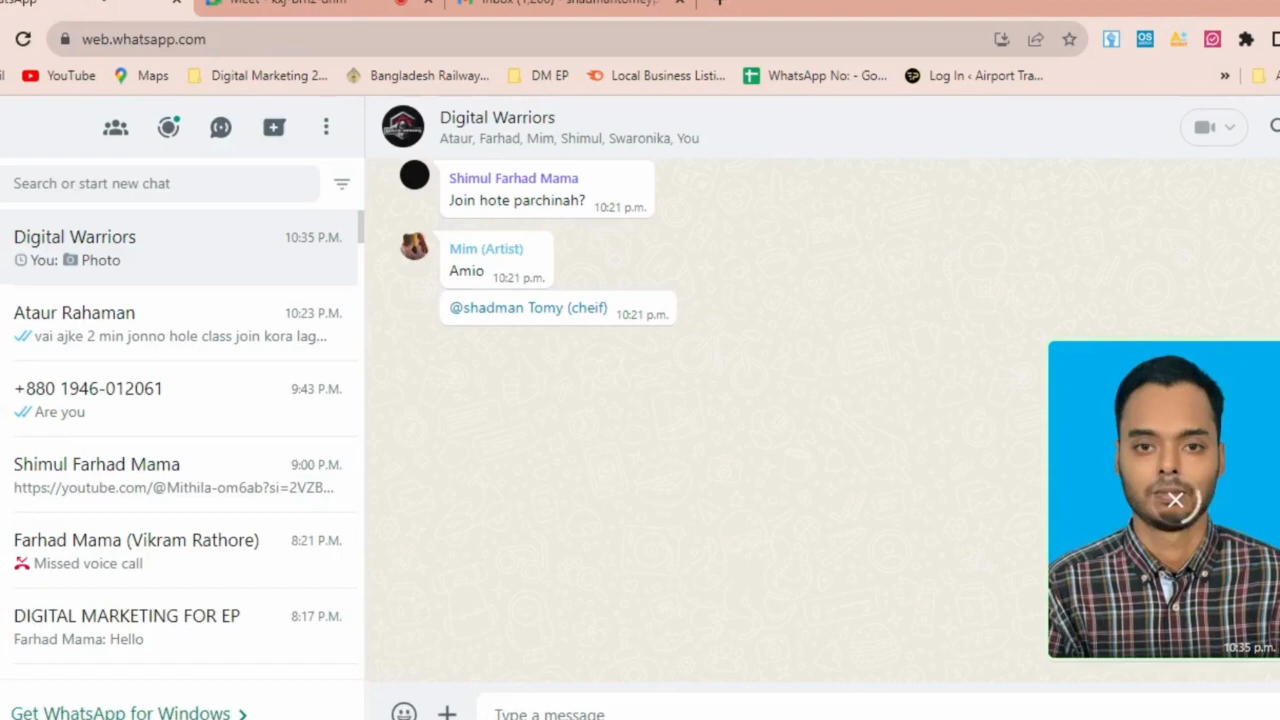 web.whatsapp.com
YouTube
Maps
Digital Marketing 2...
Bangladesh Railway...
DM EP
Local Business Listi...
WhatsApp No: - Go...
Log In ‹ Airport Tra...
Digital Warriors
Ataur, Farhad, Mim, Shimul, Swaronika, You
Search or start new chat
Digital Warriors 10:35 P.M.
You: Photo
Ataur Rahaman 10:23 P.M.
vai ajke 2 min jonno hole class join kora lag...
+880 1946-012061 9:43 P.M.
Are you
Shimul Farhad Mama 9:00 P.M.
https://youtube.com/@Mithila-om6ab?si=2VZB...
Farhad Mama (Vikram Rathore) 8:21 P.M.
Missed voice call
DIGITAL MARKETING FOR EP 8:17 P.M.
Farhad Mama: Hello
Get WhatsApp for Windows
Shimul Farhad Mama
Join hote parchinah? 10:21 p.m.
Mim (Artist)
Amio 10:21 p.m.
@shadman Tomy (cheif) 10:21 p.m.
10:35 p.m.
Type a message